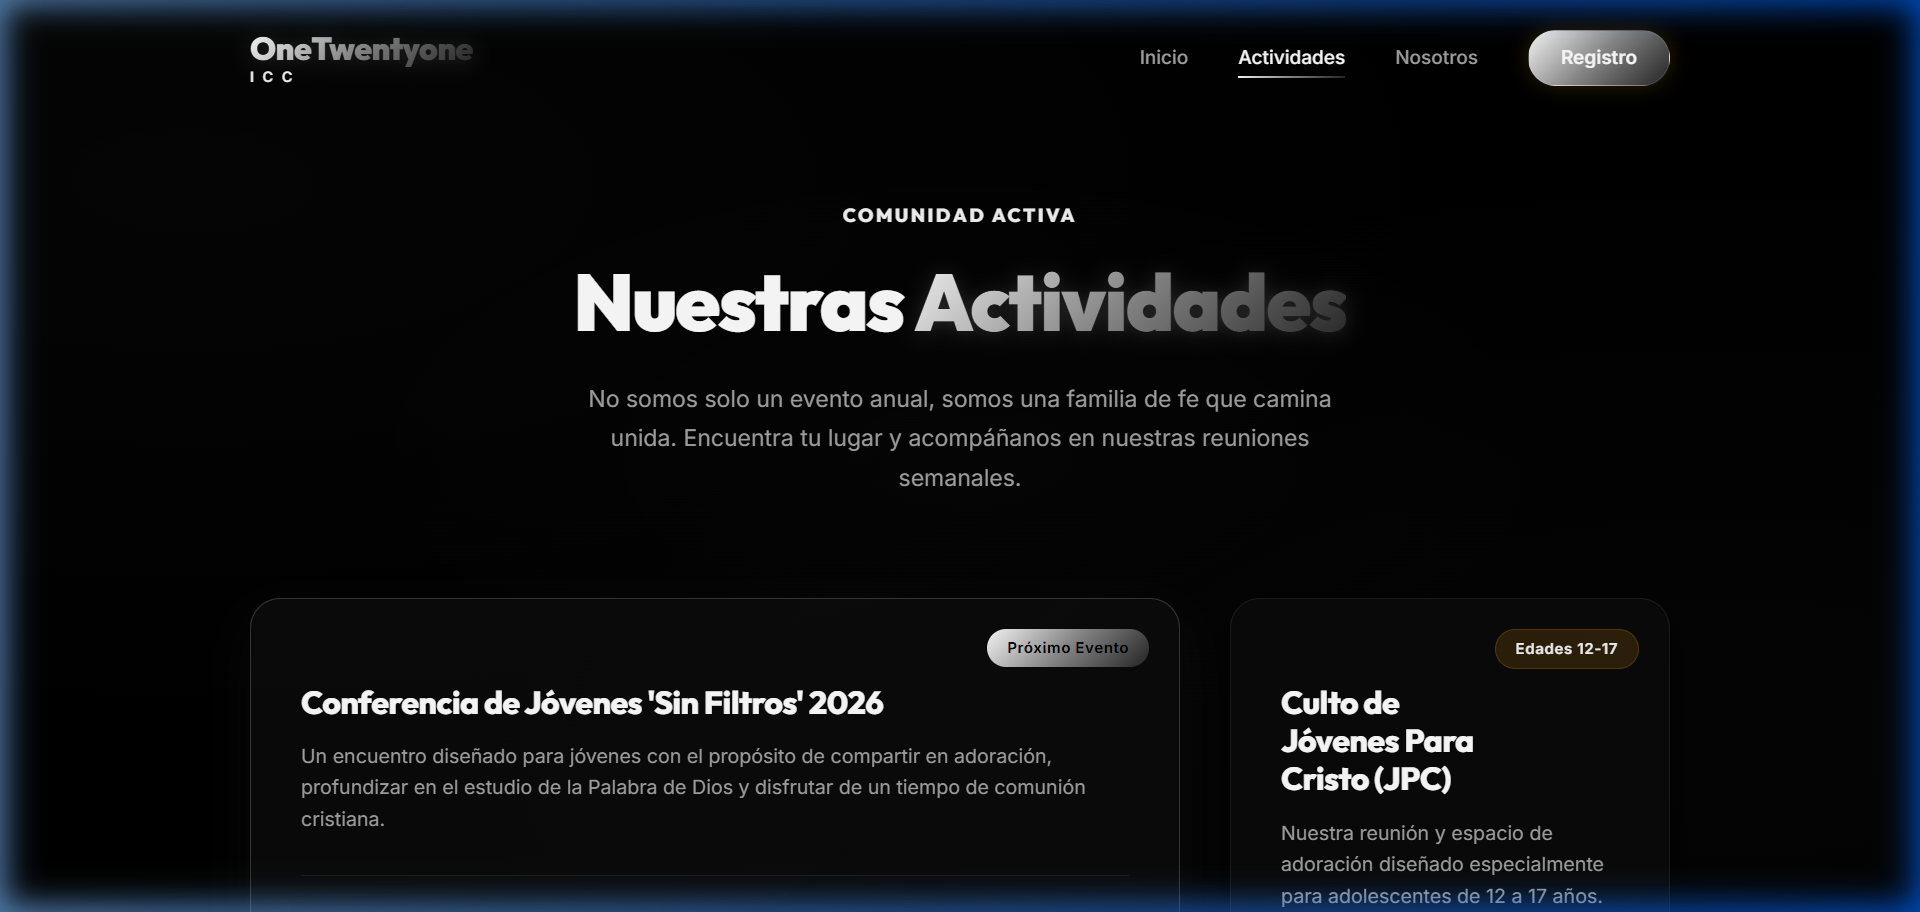 OneTwentyone
ICC
Inicio
Actividades
Nosotros
Registro
COMUNIDAD ACTIVA
Nuestras Actividades
No somos solo un evento anual, somos una familia de fe que camina
unida. Encuentra tu lugar y acompáñanos en nuestras reuniones
semanales.
Próximo Evento
Conferencia de Jóvenes 'Sin Filtros' 2026
Un encuentro diseñado para jóvenes con el propósito de compartir en adoración,
profundizar en el estudio de la Palabra de Dios y disfrutar de un tiempo de comunión
cristiana.
Edades 12-17
Culto de
Jóvenes Para
Cristo (JPC)
Nuestra reunión y espacio de
adoración diseñado especialmente
para adolescentes de 12 a 17 años.